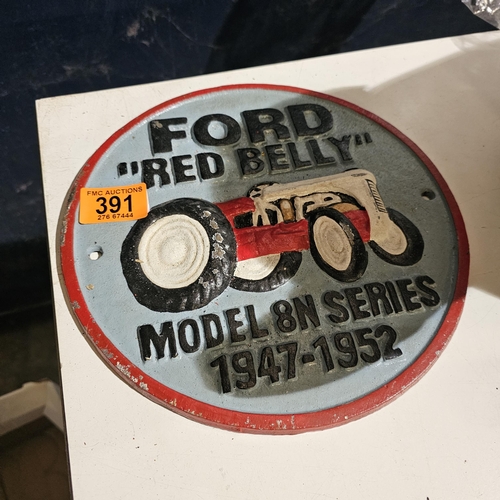 FORD
"RED BELLY"
FMC AUCTIONS
391
276 67444
MODEL 8N SERIES
1947-1952